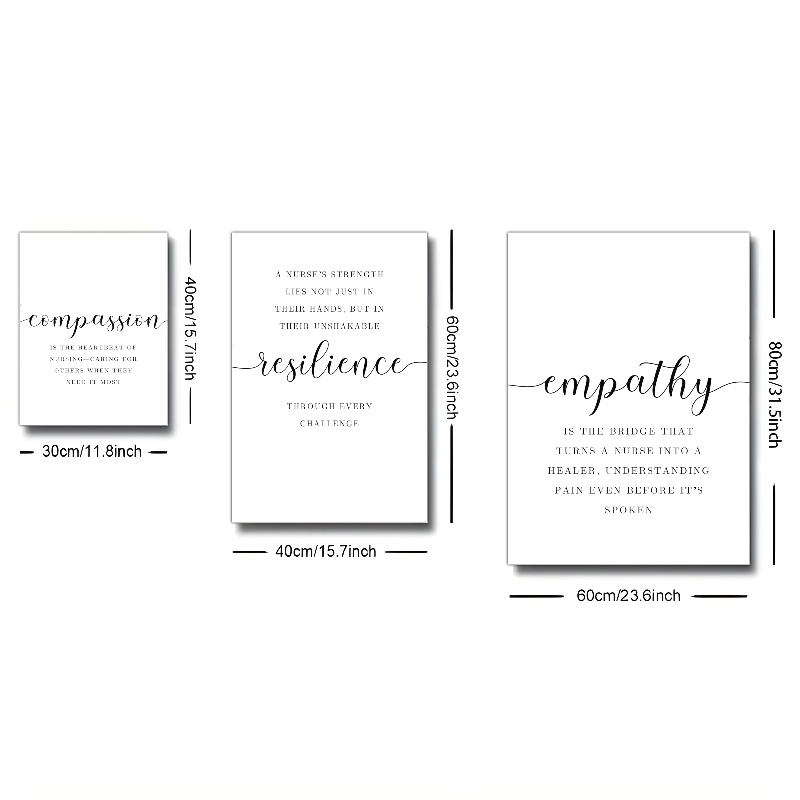 compassion
IS THE HEARTBEAT OF
NURSING—CARING FOR
OTHERS WHEN THEY
NEED IT MOST
40cm/15.7inch
30cm/11.8inch
A NURSE'S STRENGTH
LIES NOT JUST IN
THEIR HANDS, BUT IN
THEIR UNSHAKABLE
resilience
THROUGH EVERY
CHALLENGE
60cm/23.6inch
40cm/15.7inch
empathy
IS THE BRIDGE THAT
TURNS A NURSE INTO A
HEALER, UNDERSTANDING
PAIN EVEN BEFORE IT'S
SPOKEN
80cm/31.5inch
60cm/23.6inch